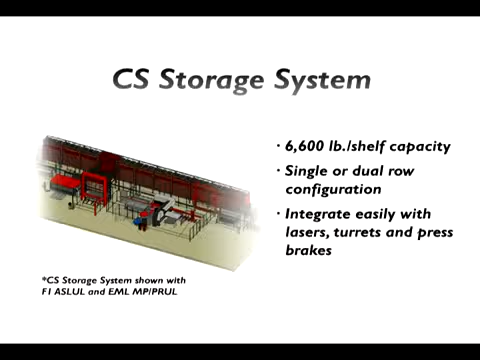 CS Storage System
· 6,600 lb./shelf capacity
· Single or dual row
configuration
· Integrate easily with
lasers, turrets and press
brakes
*CS Storage System shown with
F1 ASLUL and EML MP/PRUL